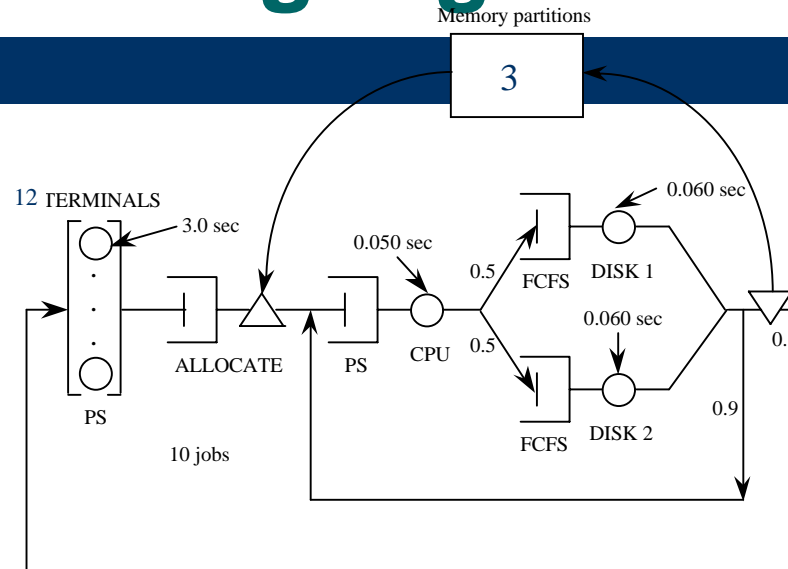 Memory partitions
3
12 TERMINALS
3.0 sec
0.050 sec
0.060 sec
0.5
FCFS
DISK 1
0.060 sec
0.5
ALLOCATE
PS
CPU
0.
PS
0.9
FCFS
DISK 2
10 jobs